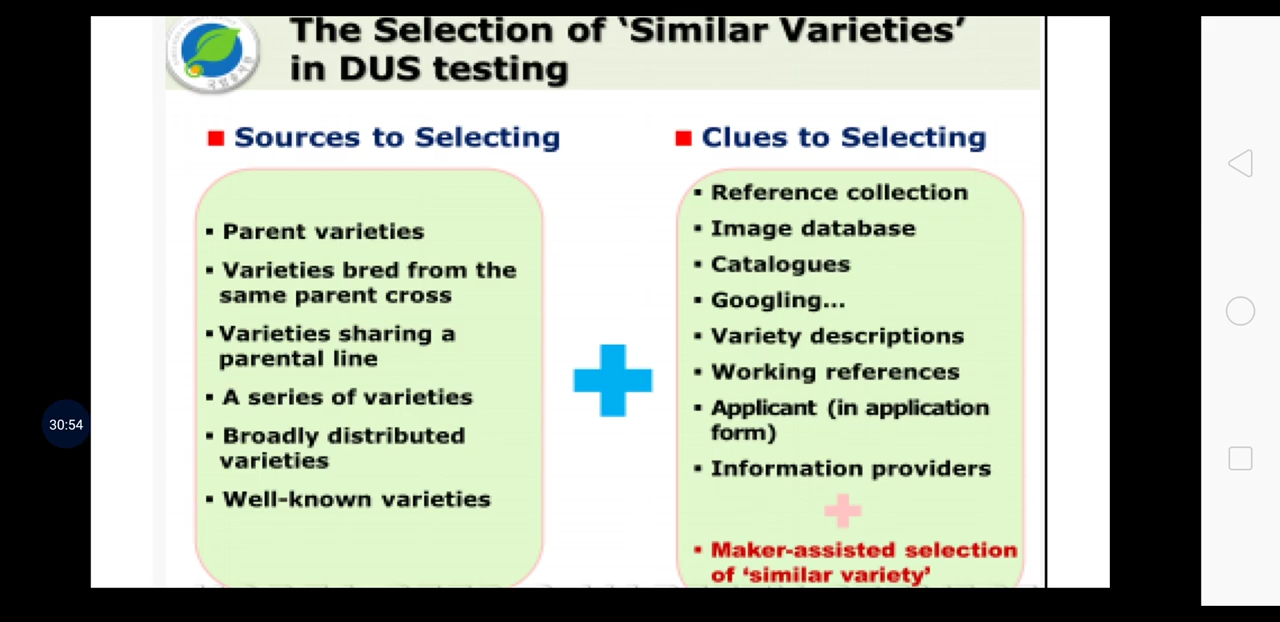 The Selection of ‘Similar Varieties’
in DUS testing
■ Sources to Selecting
▪ Parent varieties
▪ Varieties bred from the
same parent cross
▪ Varieties sharing a
parental line
▪ A series of varieties
▪ Broadly distributed
varieties
▪ Well-known varieties
■ Clues to Selecting
▪ Reference collection
▪ Image database
▪ Catalogues
▪ Googling...
▪ Variety descriptions
▪ Working references
▪ Applicant (in application
form)
▪ Information providers
▪ Maker-assisted selection
of ‘similar variety’
30:54